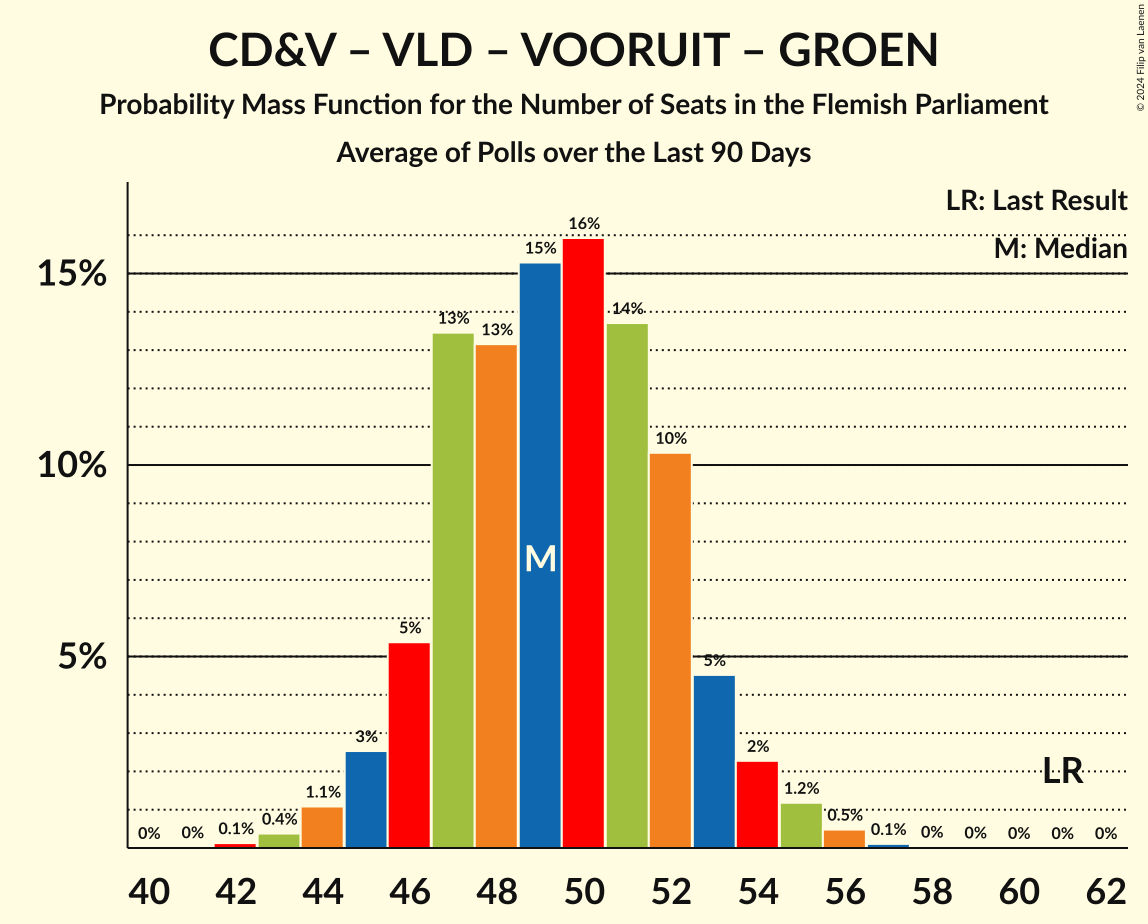 CD&V – VLD – VOORUIT – GROEN
Probability Mass Function for the Number of Seats in the Flemish Parliament
Average of Polls over the Last 90 Days
© 2024 Filip van Laenen
LR: Last Result
M: Median
15%
10%
5%
0% 0% 0.1% 0.4% 1.1% 3% 5% 13% 13% 15% 16% 14% 10% 5% 2% 1.2% 0.5% 0.1% 0% 0% 0% 0% 0%
M
LR
40 42 44 46 48 50 52 54 56 58 60 62